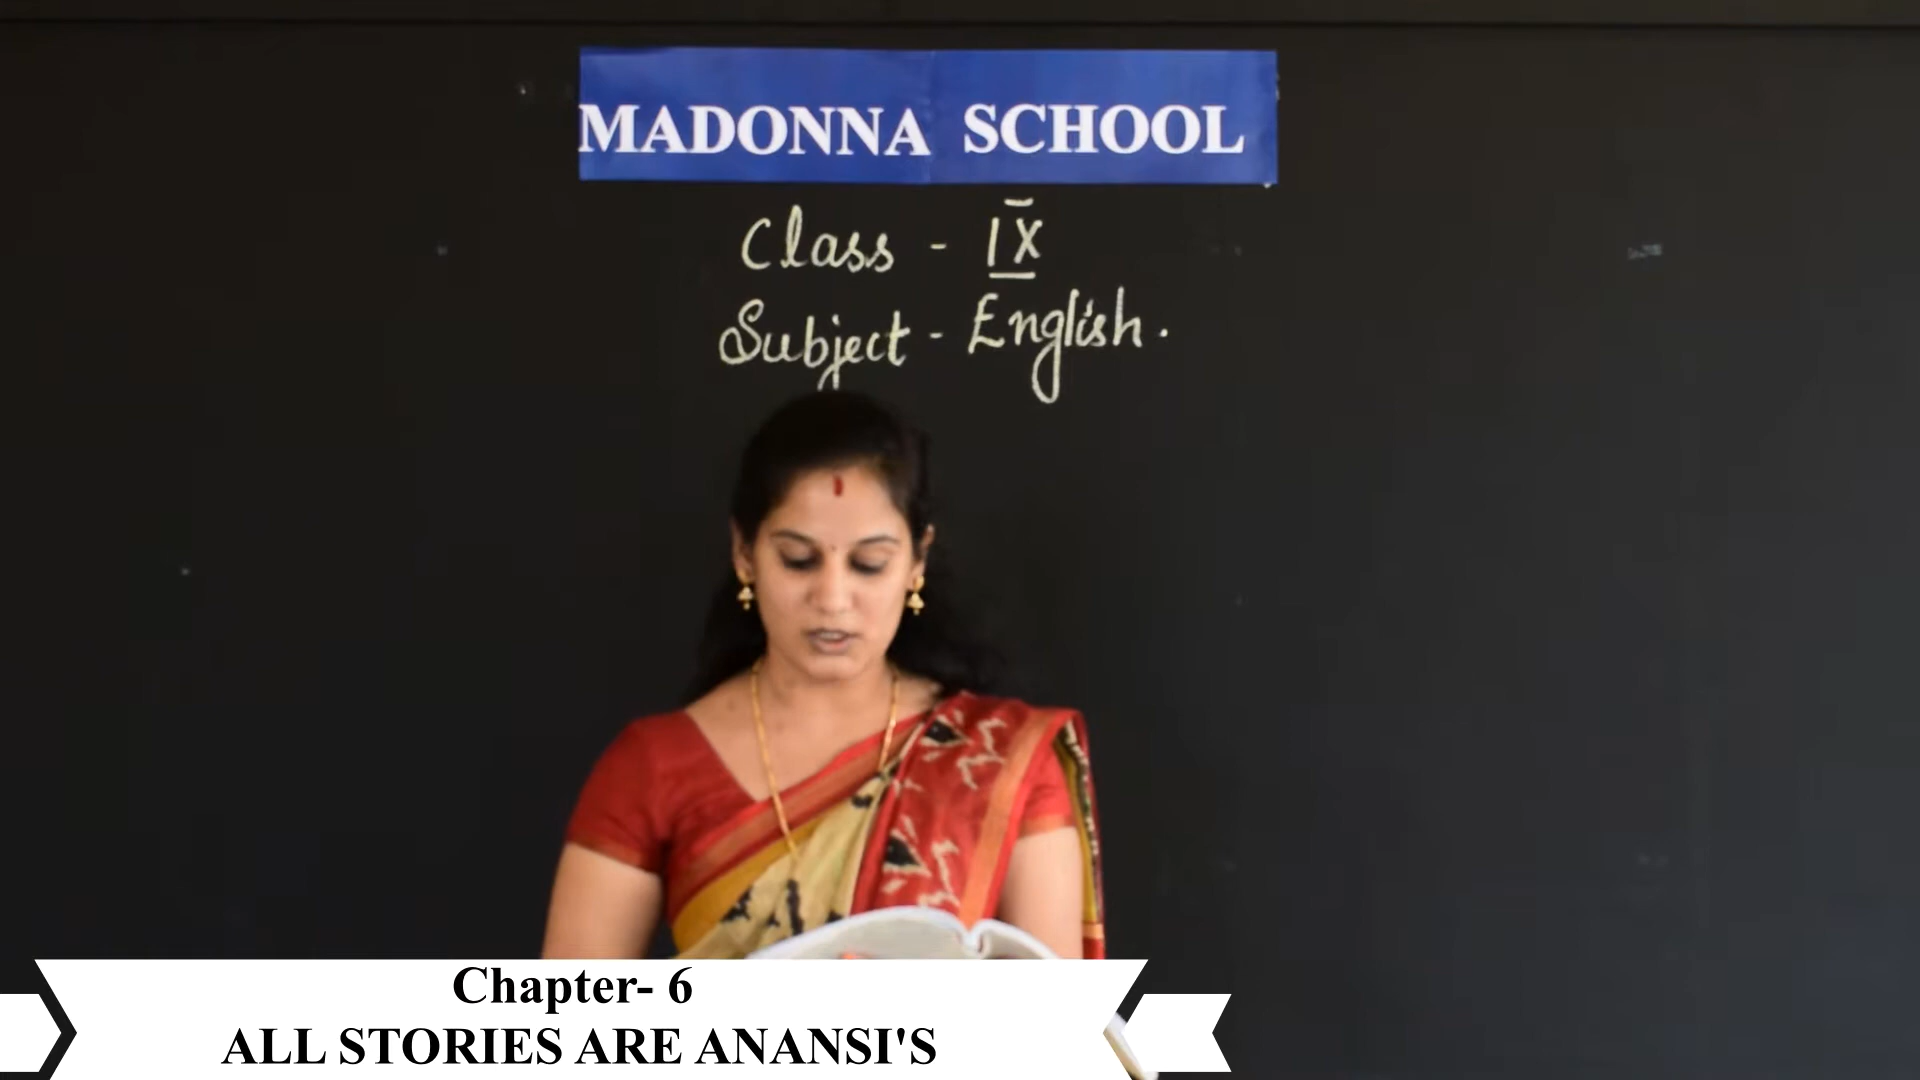 MADONNA SCHOOL
Class - IX
Subject - English.
Chapter- 6
ALL STORIES ARE ANANSI'S